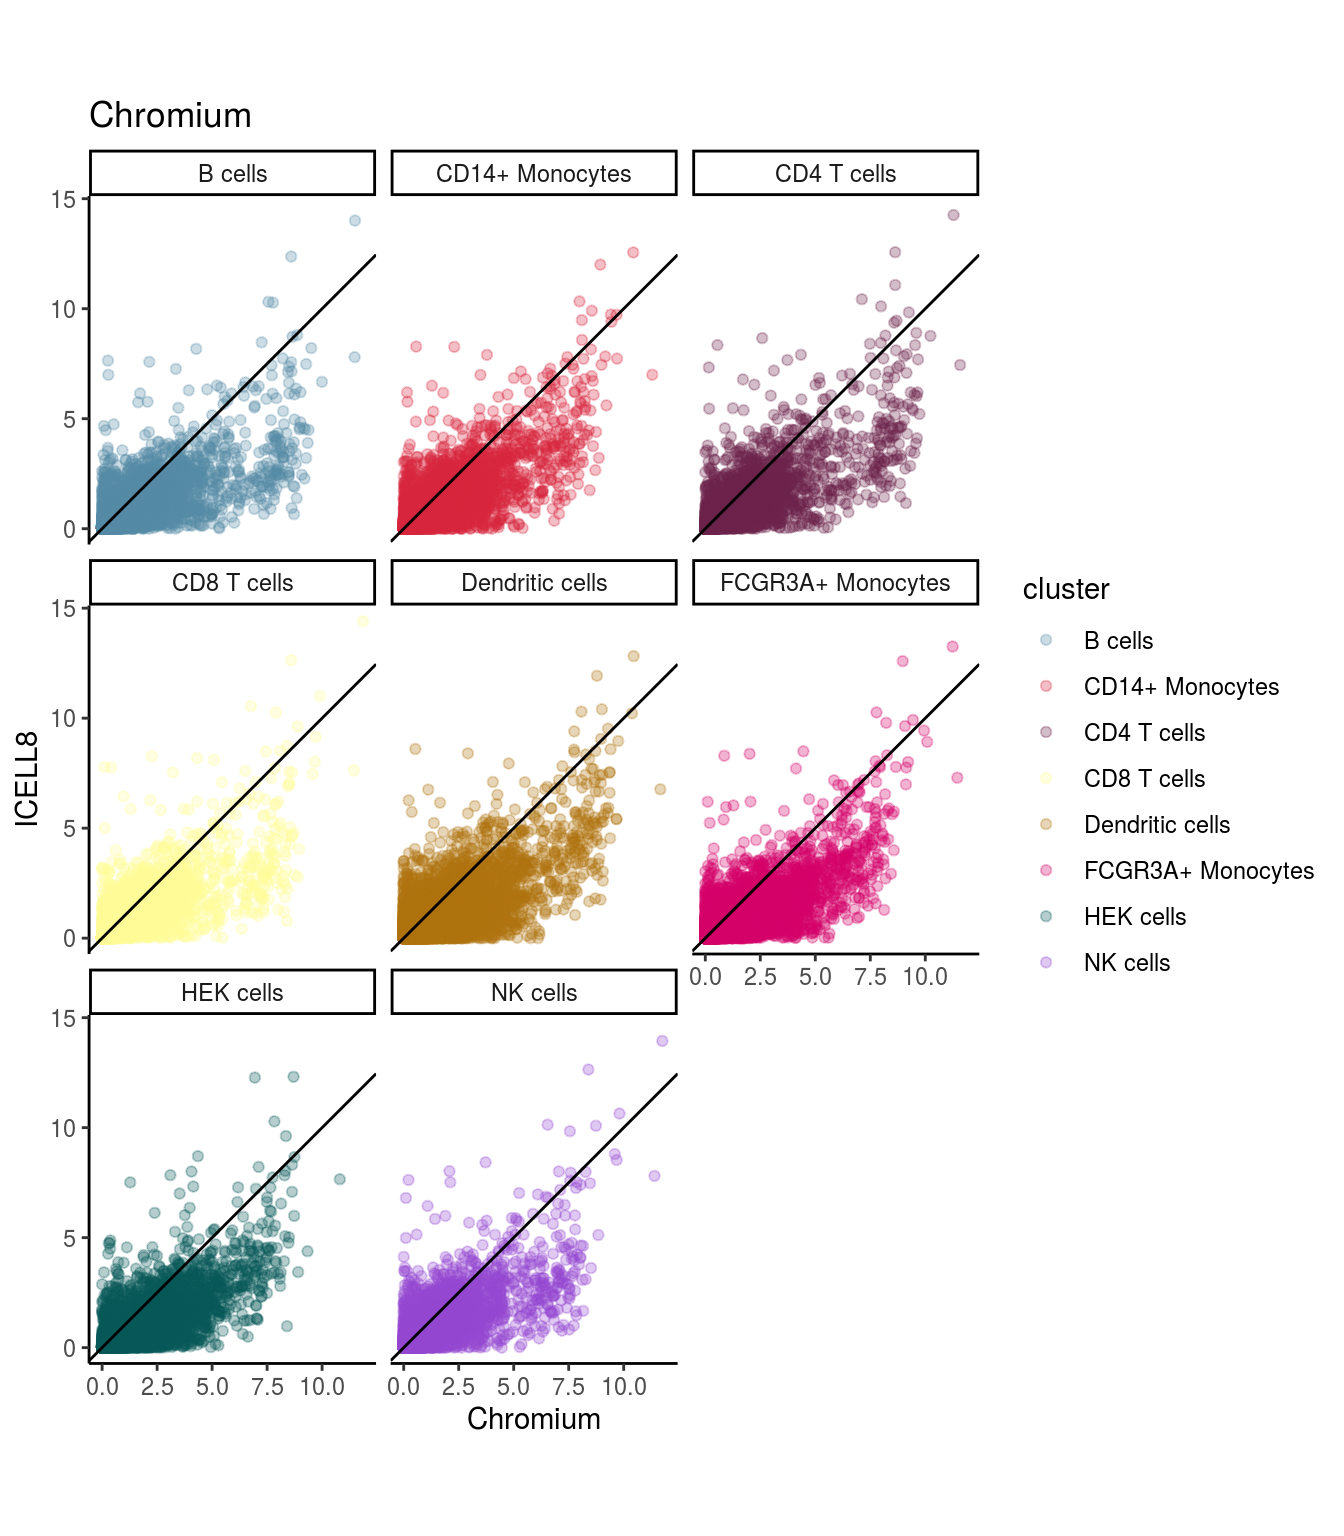 Chromium
B cells
CD14+ Monocytes
CD4 T cells
15
10
5
0
CD8 T cells
Dendritic cells
FCGR3A+ Monocytes
15
10
5
0
0.0 2.5 5.0 7.5 10.0
HEK cells
NK cells
15
10
5
0
0.0 2.5 5.0 7.5 10.0
0.0 2.5 5.0 7.5 10.0
Chromium
ICELL8
cluster
B cells
CD14+ Monocytes
CD4 T cells
CD8 T cells
Dendritic cells
FCGR3A+ Monocytes
HEK cells
NK cells